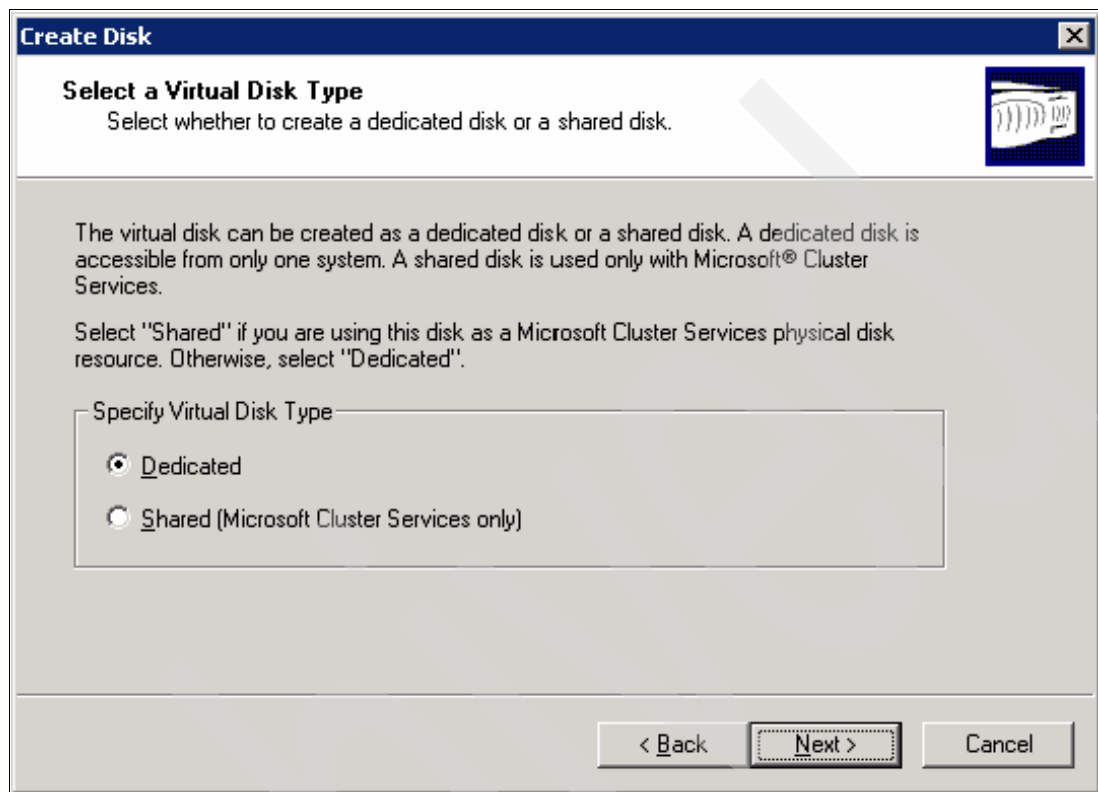 Create Disk
Select a Virtual Disk Type
Select whether to create a dedicated disk or a shared disk.
The virtual disk can be created as a dedicated disk or a shared disk. A dedicated disk is
accessible from only one system. A shared disk is used only with Microsoft® Cluster
Services.
Select "Shared" if you are using this disk as a Microsoft Cluster Services physical disk
resource. Otherwise, select "Dedicated".
Specify Virtual Disk Type
Dedicated
Shared (Microsoft Cluster Services only)
< Back Next > Cancel